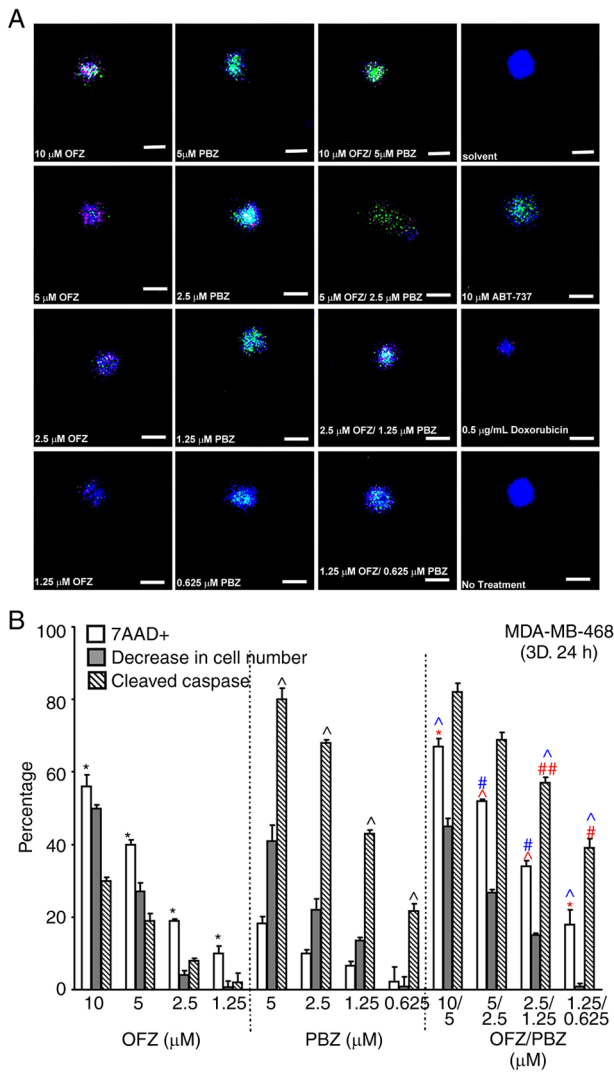 A
10 μM OFZ
5μM PBZ
10 μM OFZ/ 5μM PBZ
solvent
5 μM OFZ
2.5 μM PBZ
5 μM OFZ/ 2.5 μM PBZ
10 μM ABT-737
2.5 μM OFZ
1.25 μM PBZ
2.5 μM OFZ/ 1.25 μM PBZ
0.5 μg/mL Doxorubicin
1.25 μM OFZ
0.625 μM PBZ
1.25 μM OFZ/ 0.625 μM PBZ
No Treatment
B
100
80
60
40
20
0
Percentage
7AAD+
Decrease in cell number
Cleaved caspase
MDA-MB-468
(3D. 24 h)
* * * *
^ ^ ^ ^
^ * # ^ # ^ ^ ## ^ * ^ #
10 5 2.5 1.25
5 2.5 1.25 0.625
10/ 5/ 2.5/ 1.25/
5 2.5 1.25 0.625
OFZ (μM)
PBZ (μM)
OFZ/PBZ
(μM)